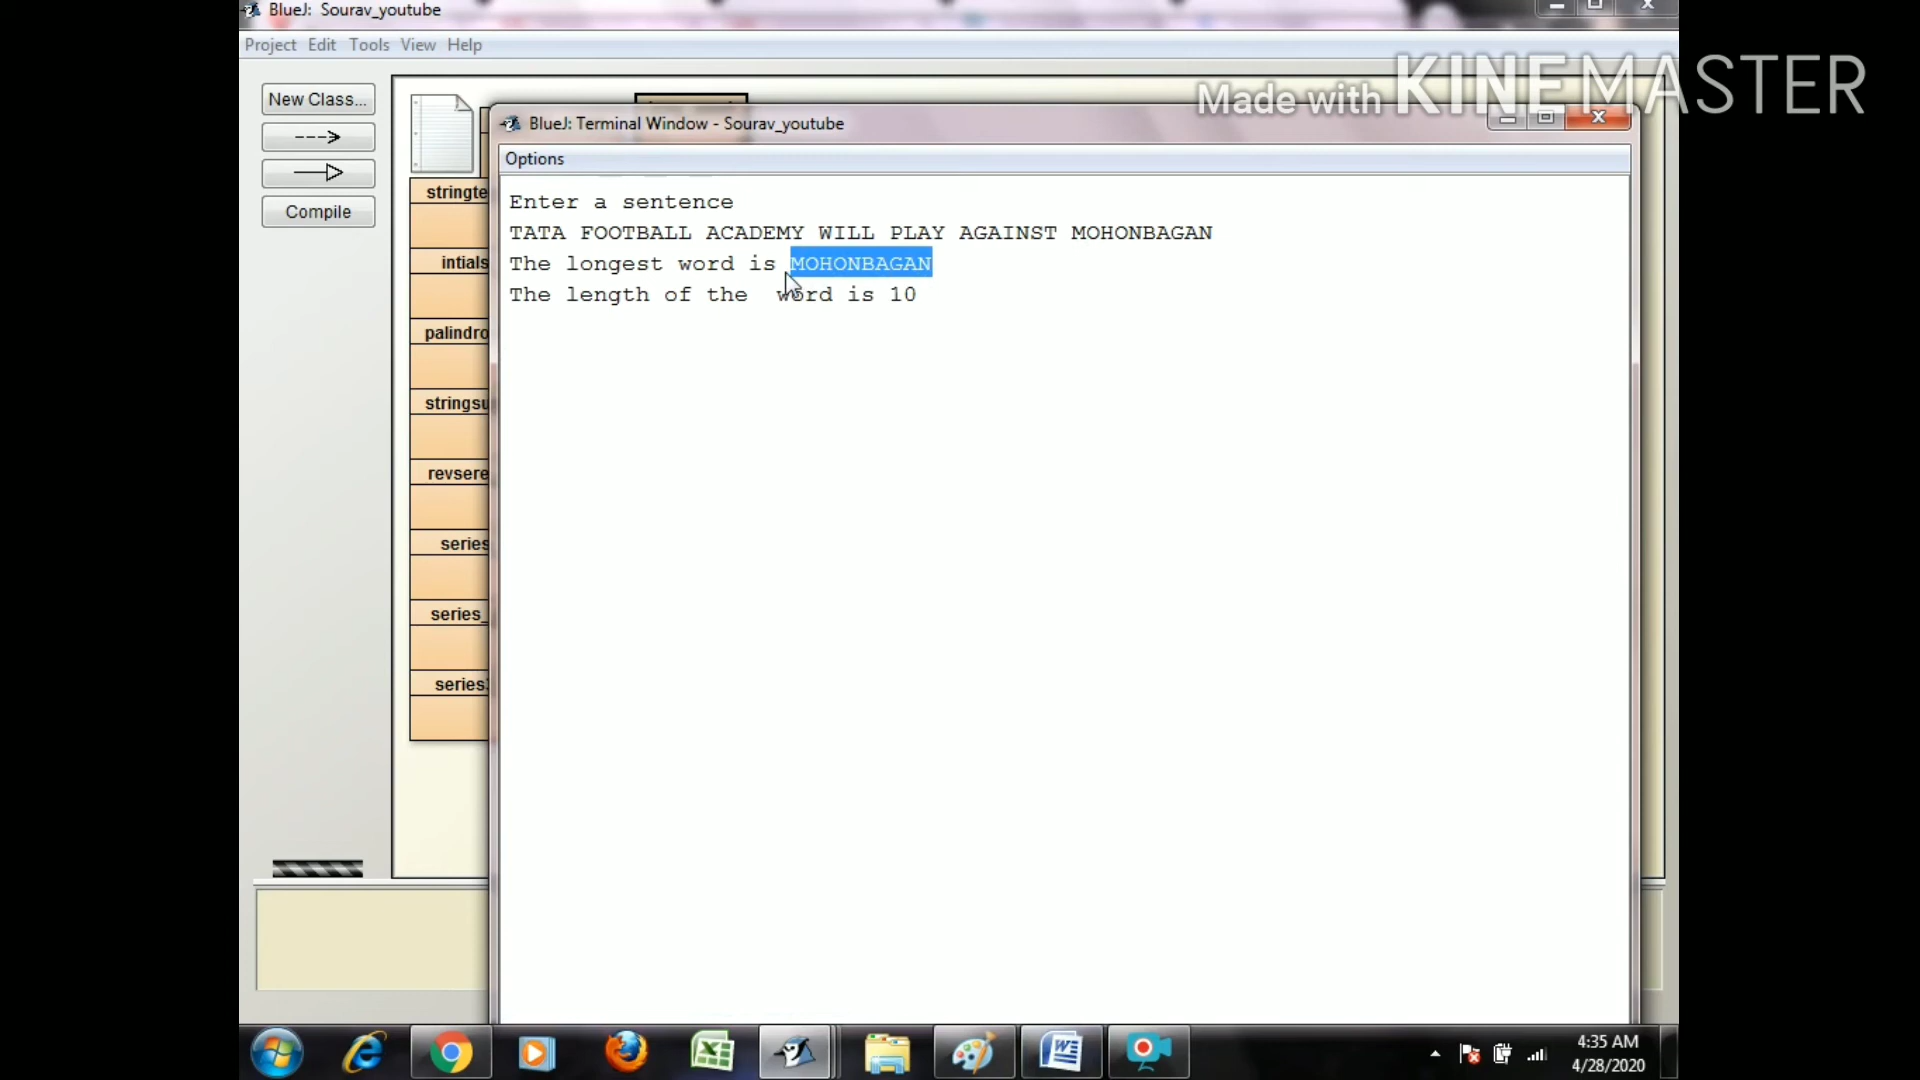 BlueJ: Sourav_youtube
Project Edit Tools View Help
Made with KINEMASTER
New Class...
Compile
BlueJ: Terminal Window - Sourav_youtube
Options
Enter a sentence
TATA FOOTBALL ACADEMY WILL PLAY AGAINST MOHONBAGAN
The longest word is MOHONBAGAN
The length of the  word is 10
stringte
intials
palindro
stringsu
revsere
series
series_
4:35 AM
4/28/2020